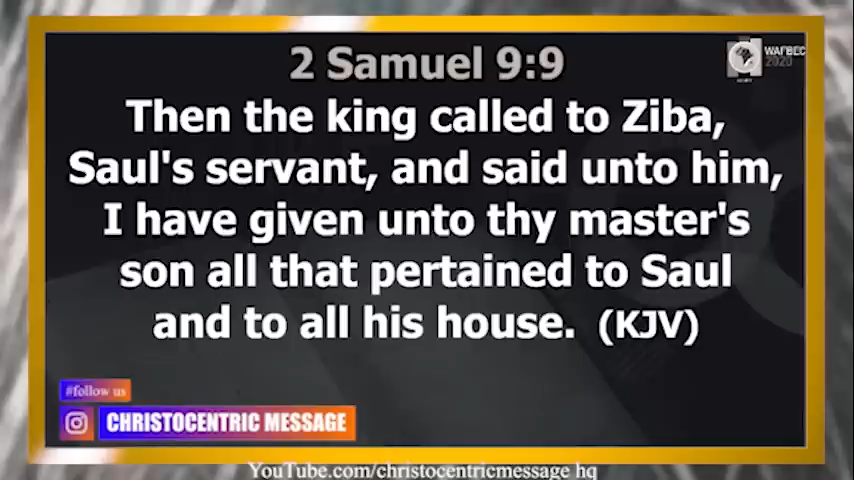 2 Samuel 9:9
WAFBEC
2020
Then the king called to Ziba,
Saul's servant, and said unto him,
I have given unto thy master's
son all that pertained to Saul
and to all his house. (KJV)
#follow us
CHRISTOCENTRIC MESSAGE
YouTube.com/christocentricmessage hq